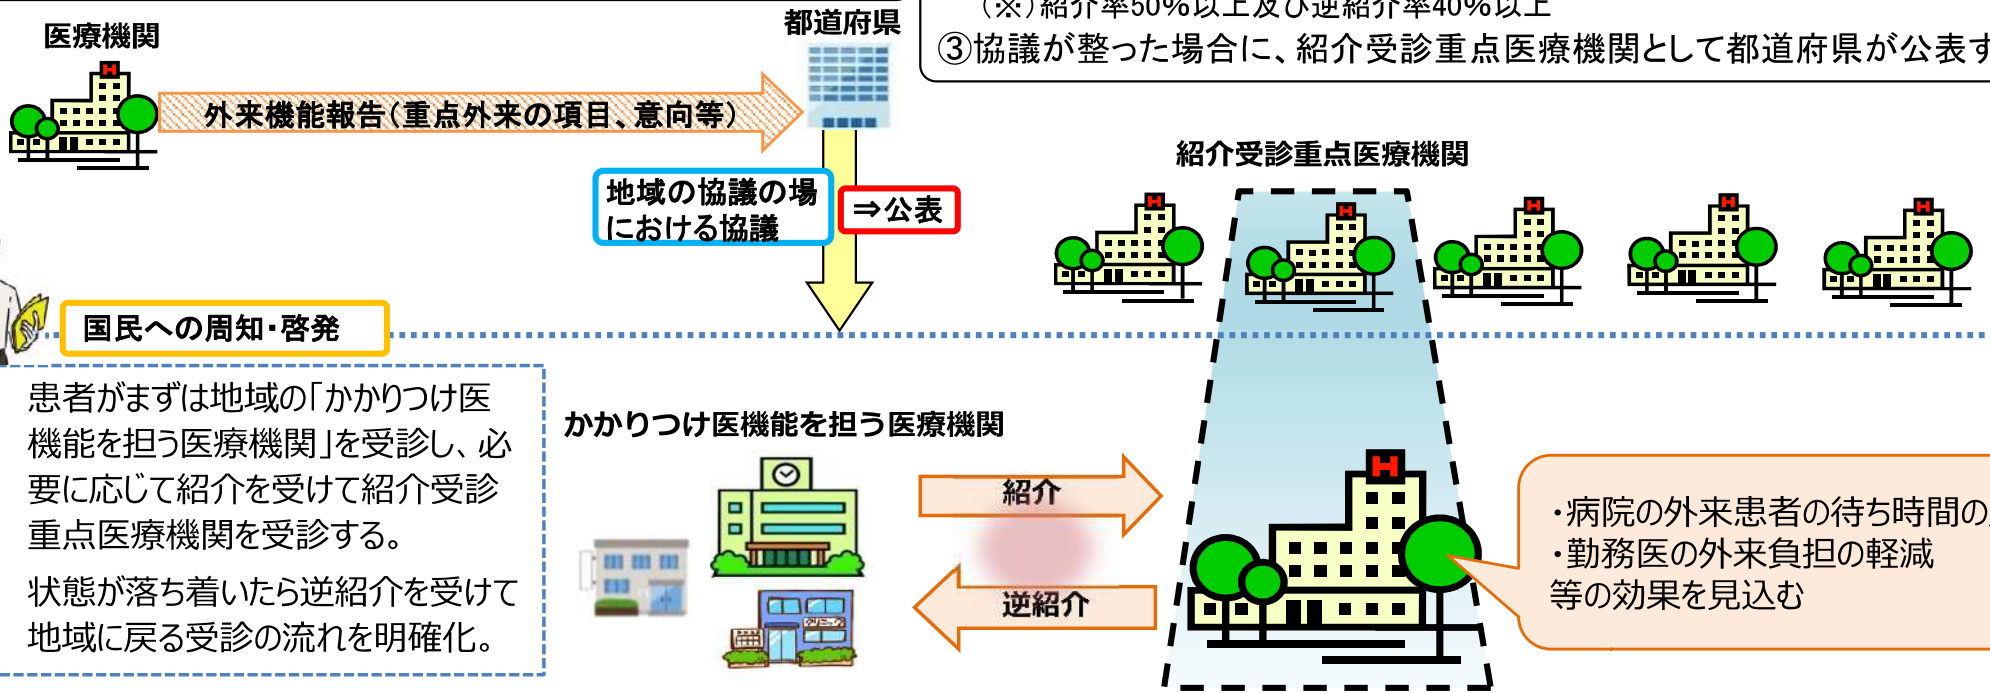 (※)紹介率50%以上及び逆紹介率40%以上
③協議が整った場合に、紹介受診重点医療機関として都道府県が公表
医療機関
都道府県
外来機能報告(重点外来の項目、意向等)
地域の協議の場
における協議
⇒公表
紹介受診重点医療機関
国民への周知・啓発
患者がまずは地域の「かかりつけ医
機能を担う医療機関」を受診し、必
要に応じて紹介を受けて紹介受診
重点医療機関を受診する。
状態が落ち着いたら逆紹介を受けて
地域に戻る受診の流れを明確化。
かかりつけ医機能を担う医療機関
クリニック
紹介
逆紹介
・病院の外来患者の待ち時間の
・勤務医の外来負担の軽減
等の効果を見込む